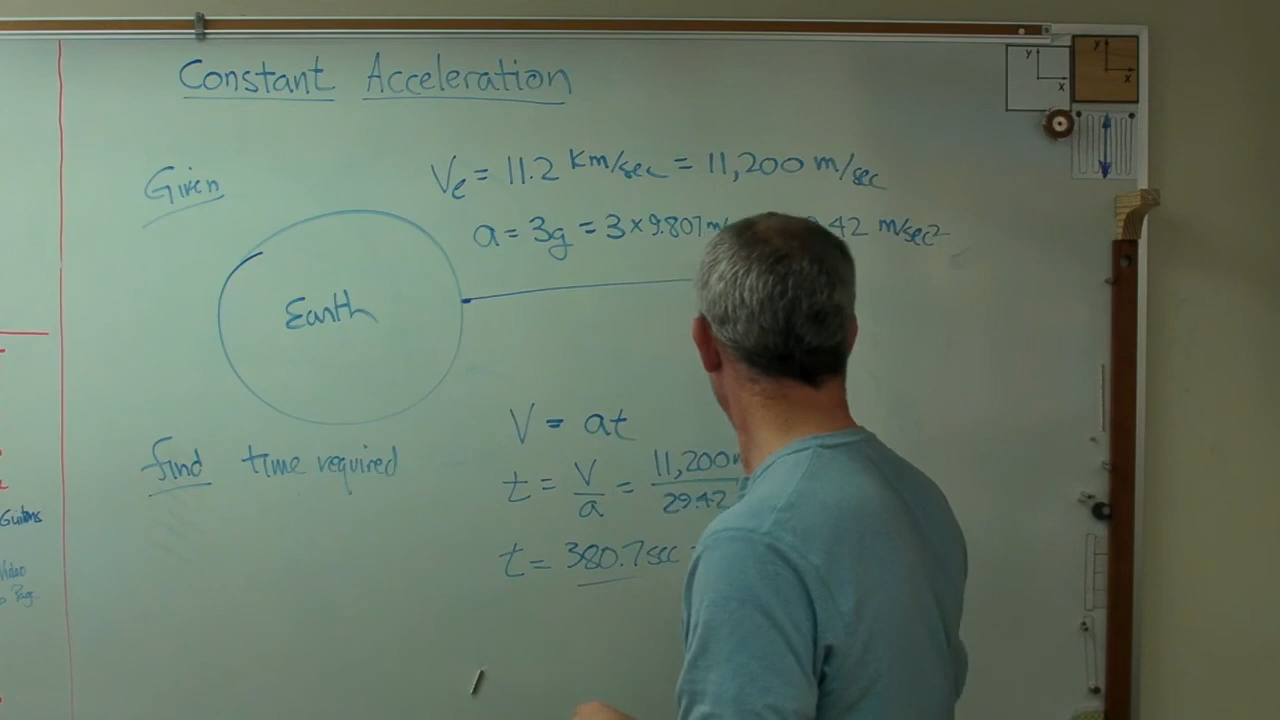 Constant Acceleration
Given
Ve = 11.2 Km/sec = 11,200 m/sec
a = 3g = 3 × 9.807 m/ .42 m/sec²
Earth
V = at
find time required
t = V/a = 11,200 / 29.42
t = 380.7 sec
Guitars
Video
Page
y
x
y
x